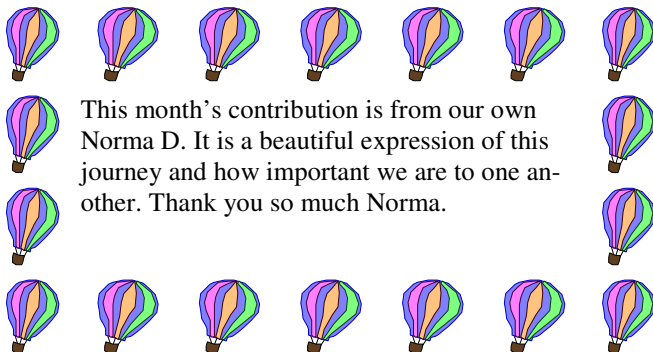 This month’s contribution is from our own
Norma D. It is a beautiful expression of this
journey and how important we are to one an-
other. Thank you so much Norma.